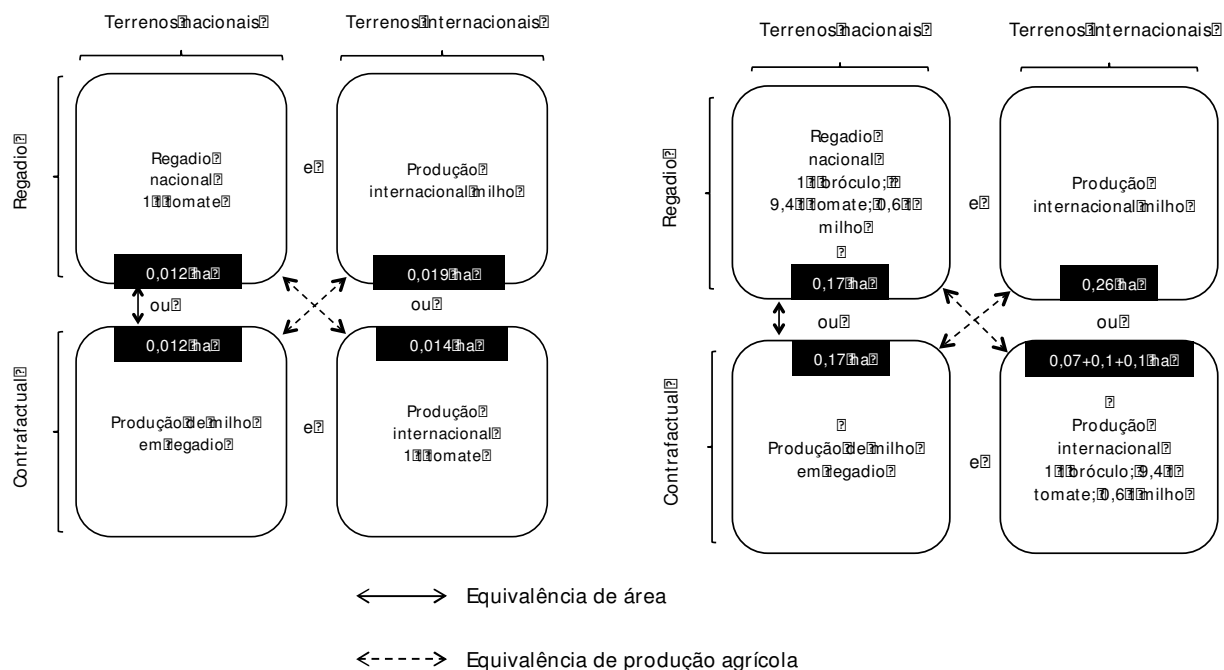 Terrenos nacionais
Terrenos internacionais
Regadio
Regadio
nacional
1 t tomate
e
Produção
internacional milho
0,012 ha
0,019 ha
ou
ou
Contrafactual
0,012 ha
0,014 ha
Produção de milho
em regadio
e
Produção
internacional
1 t tomate
Terrenos nacionais
Terrenos internacionais
Regadio
Regadio
nacional
1 t bróculo;
9,4 t tomate; 0,6 t
milho
e
Produção
internacional milho
0,17 ha
0,26 ha
ou
ou
Contrafactual
0,17 ha
0,07+0,1+0,1 ha
Produção de milho
em regadio
e
Produção
internacional
1 t bróculo; 9,4 t
tomate; 0,6 t milho
Equivalência de área
Equivalência de produção agrícola